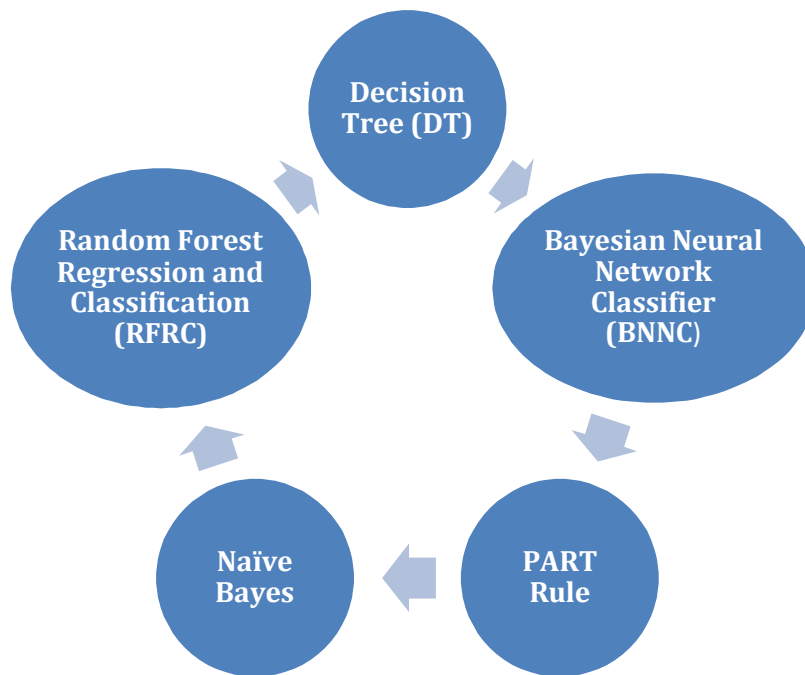 Decision
Tree (DT)
Bayesian Neural
Network
Classifier
(BNNC)
PART
Rule
Naïve
Bayes
Random Forest
Regression and
Classification
(RFRC)